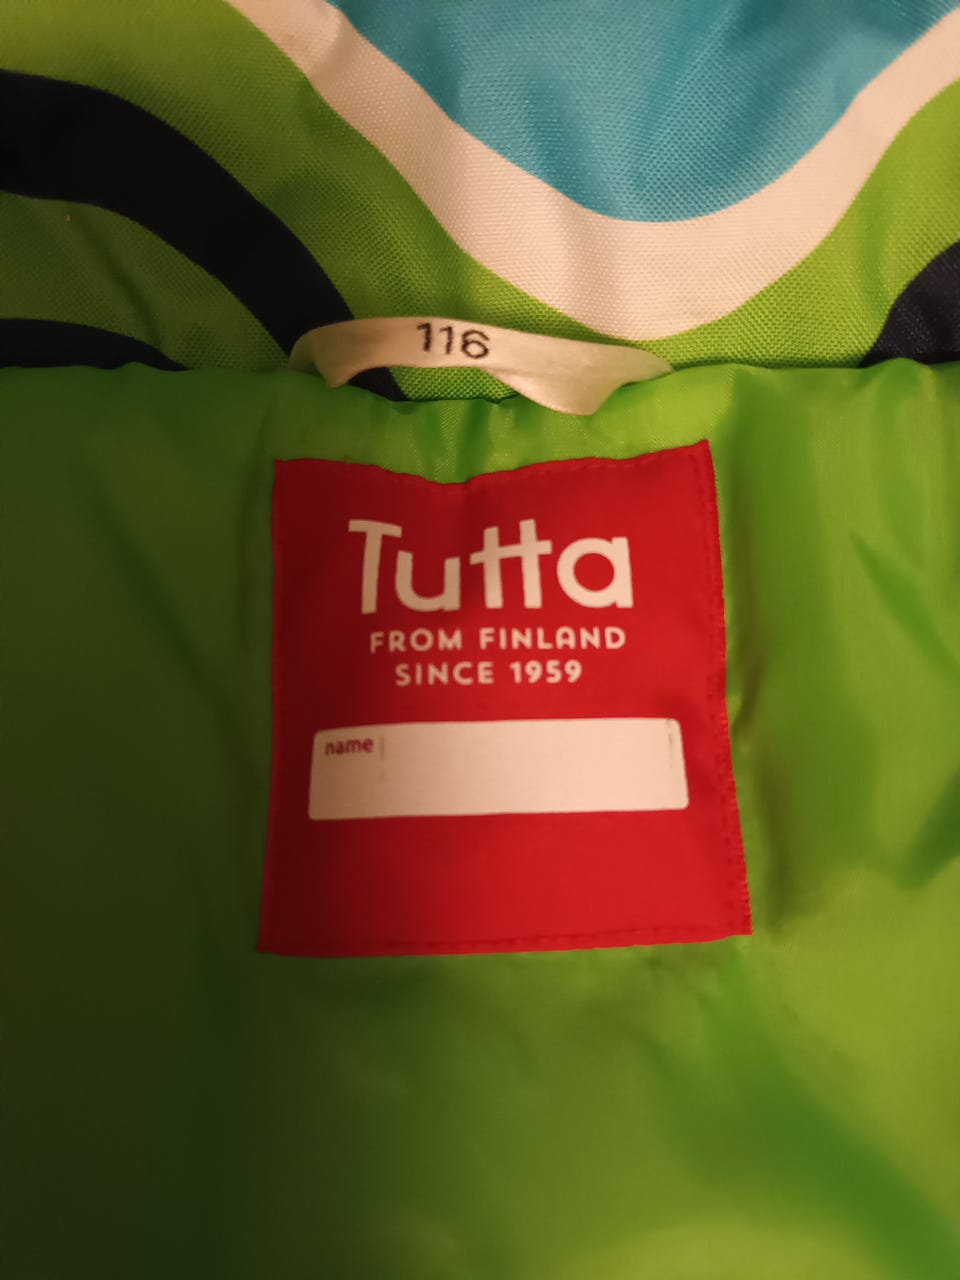 116
Tutta
FROM FINLAND
SINCE 1959
name